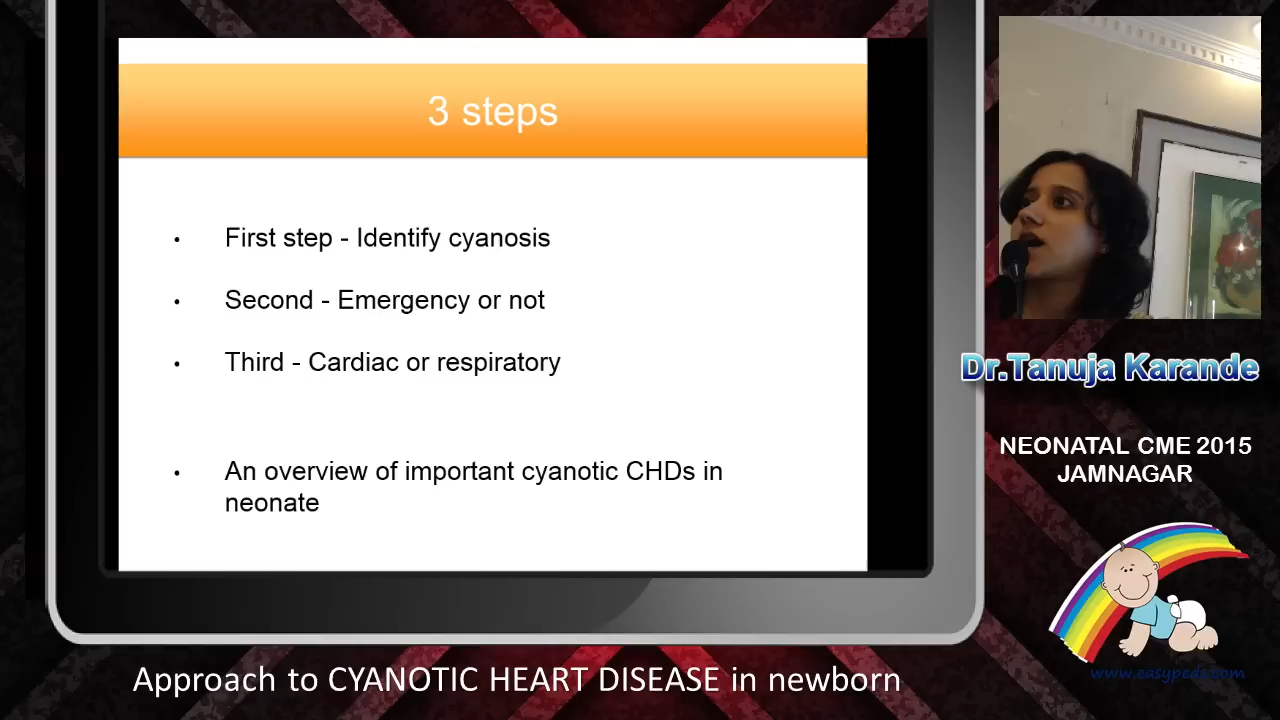 3 steps
• First step - Identify cyanosis
• Second - Emergency or not
• Third - Cardiac or respiratory
• An overview of important cyanotic CHDs in
neonate
Dr.Tanuja Karande
NEONATAL CME 2015
JAMNAGAR
www.easypeds.com
Approach to CYANOTIC HEART DISEASE in newborn